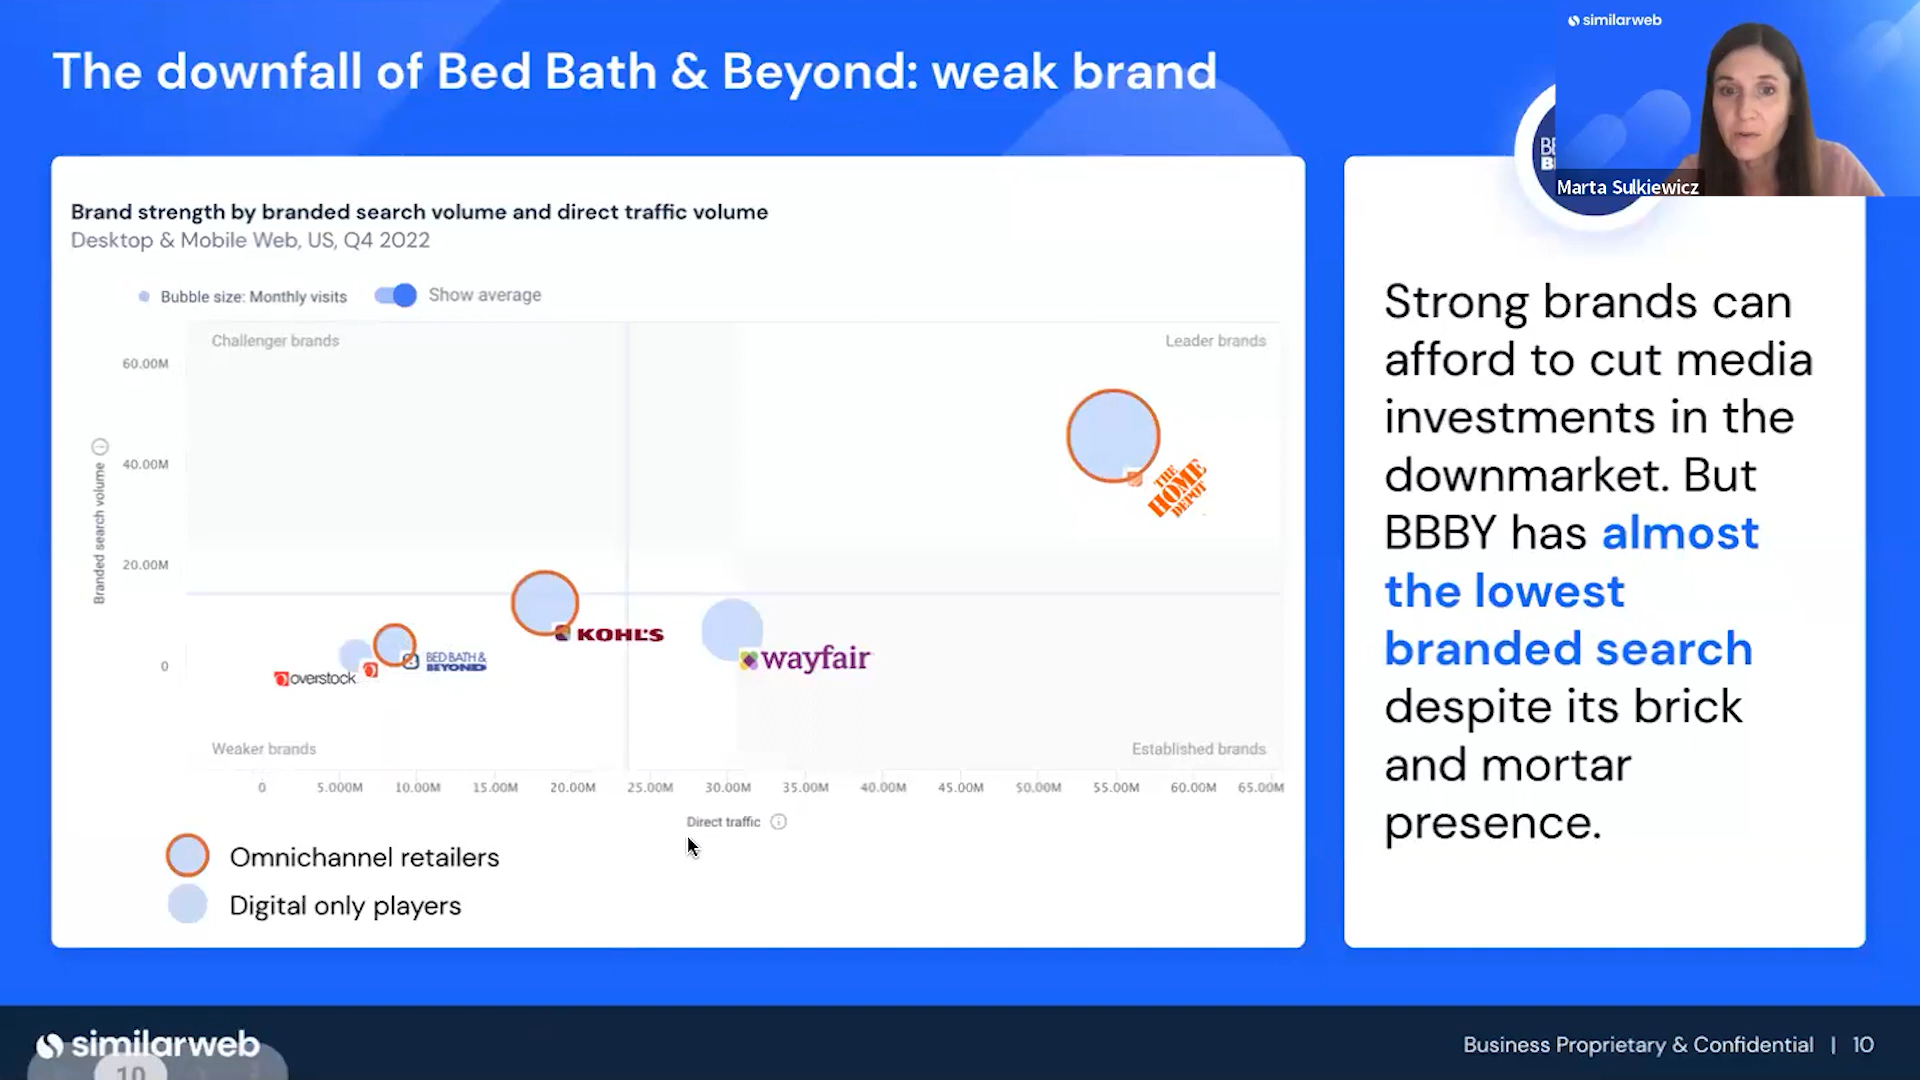 similarweb
The downfall of Bed Bath & Beyond: weak brand
Marta Sulkiewicz
Brand strength by branded search volume and direct traffic volume
Desktop & Mobile Web, US, Q4 2022
Bubble size: Monthly visits
Show average
Challenger brands
Leader brands
60.00M
40.00M
20.00M
0
Branded search volume
THE
HOME
DEPOT
KOHL'S
wayfair
BED BATH &
BEYOND
overstock
Weaker brands
Established brands
0
5.000M
10.00M
15.00M
20.00M
25.00M
30.00M
35.00M
40.00M
45.00M
50.00M
55.00M
60.00M
65.00M
Direct traffic
Omnichannel retailers
Digital only players
Strong brands can
afford to cut media
investments in the
downmarket. But
BBBY has almost
the lowest
branded search
despite its brick
and mortar
presence.
similarweb
10
Business Proprietary & Confidential | 10